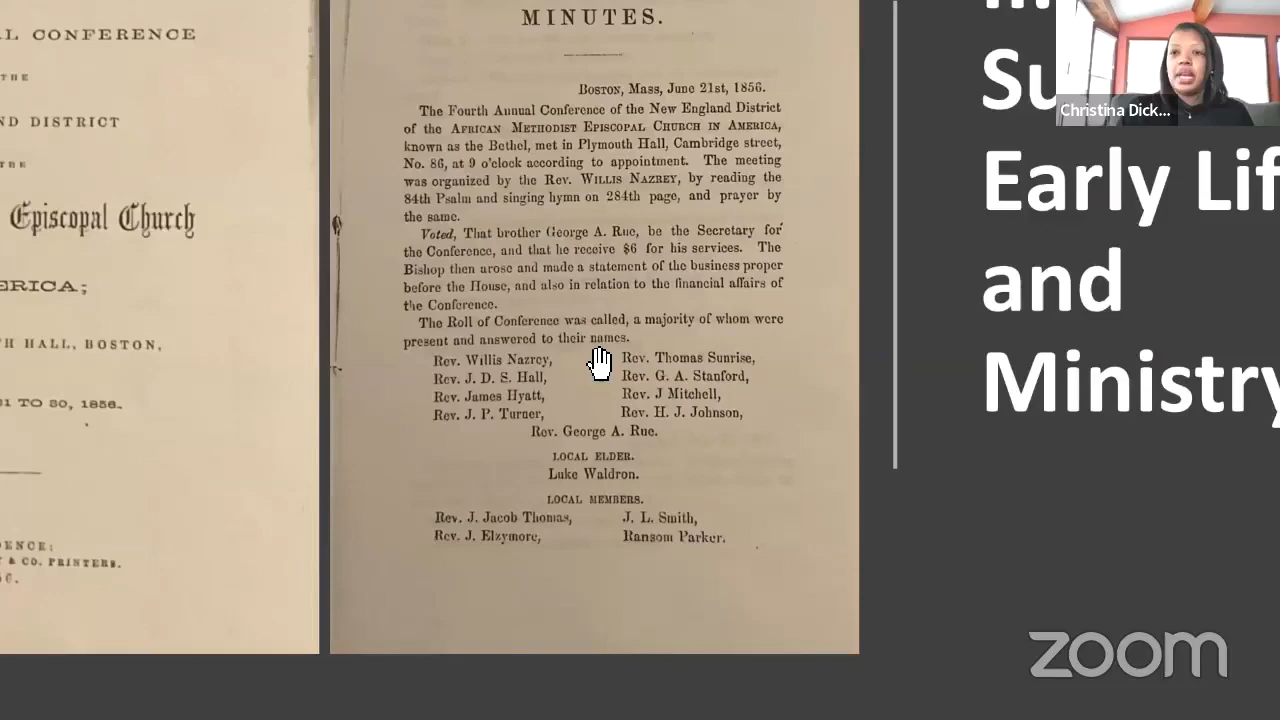 L CONFERENCE
THE
ND DISTRICT
THE
Episcopal Church
ERICA;
H HALL, BOSTON,
31 TO 30, 1856.
DENCE:
& CO. PRINTERS.
MINUTES.
BOSTON, Mass, June 21st, 1856.
The Fourth Annual Conference of the New England District
of the AFRICAN METHODIST EPISCOPAL CHURCH IN AMERICA,
known as the Bethel, met in Plymouth Hall, Cambridge street,
No. 86, at 9 o'clock according to appointment. The meeting
was organized by the Rev. WILLIS NAZREY, by reading the
84th Psalm and singing hymn on 284th page, and prayer by
the same.
Voted, That brother George A. Rue, be the Secretary for
the Conference, and that he receive $6 for his services. The
Bishop then arose and made a statement of the business proper
before the House, and also in relation to the financial affairs of
the Conference.
The Roll of Conference was called, a majority of whom were
present and answered to their names.
Rev. Willis Nazrey, Rev. Thomas Sunrise,
Rev. J. D. S. Hall, Rev. G. A. Stanford,
Rev. James Hyatt, Rev. J Mitchell,
Rev. J. P. Turner, Rev. H. J. Johnson,
Rev. George A. Rue.
LOCAL ELDER.
Luke Waldron.
LOCAL MEMBERS.
Rev. J. Jacob Thomas, J. L. Smith,
Rev. J. Elzymore, Ransom Parker.
Su
Early Lif
and
Ministry
Christina Dick...
zoom